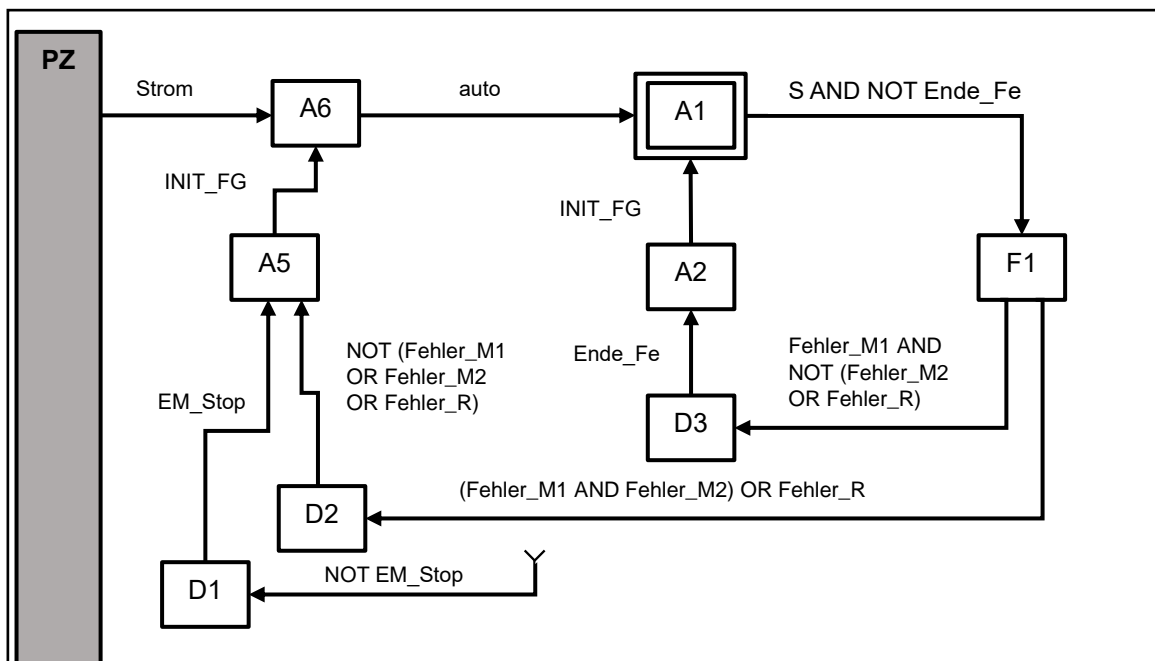 PZ
Strom
A6
auto
A1
S AND NOT Ende_Fe
INIT_FG
INIT_FG
A5
A2
F1
NOT (Fehler_M1
OR Fehler_M2
OR Fehler_R)
Ende_Fe
Fehler_M1 AND
NOT (Fehler_M2
OR Fehler_R)
EM_Stop
D3
(Fehler_M1 AND Fehler_M2) OR Fehler_R
D2
NOT EM_Stop
D1